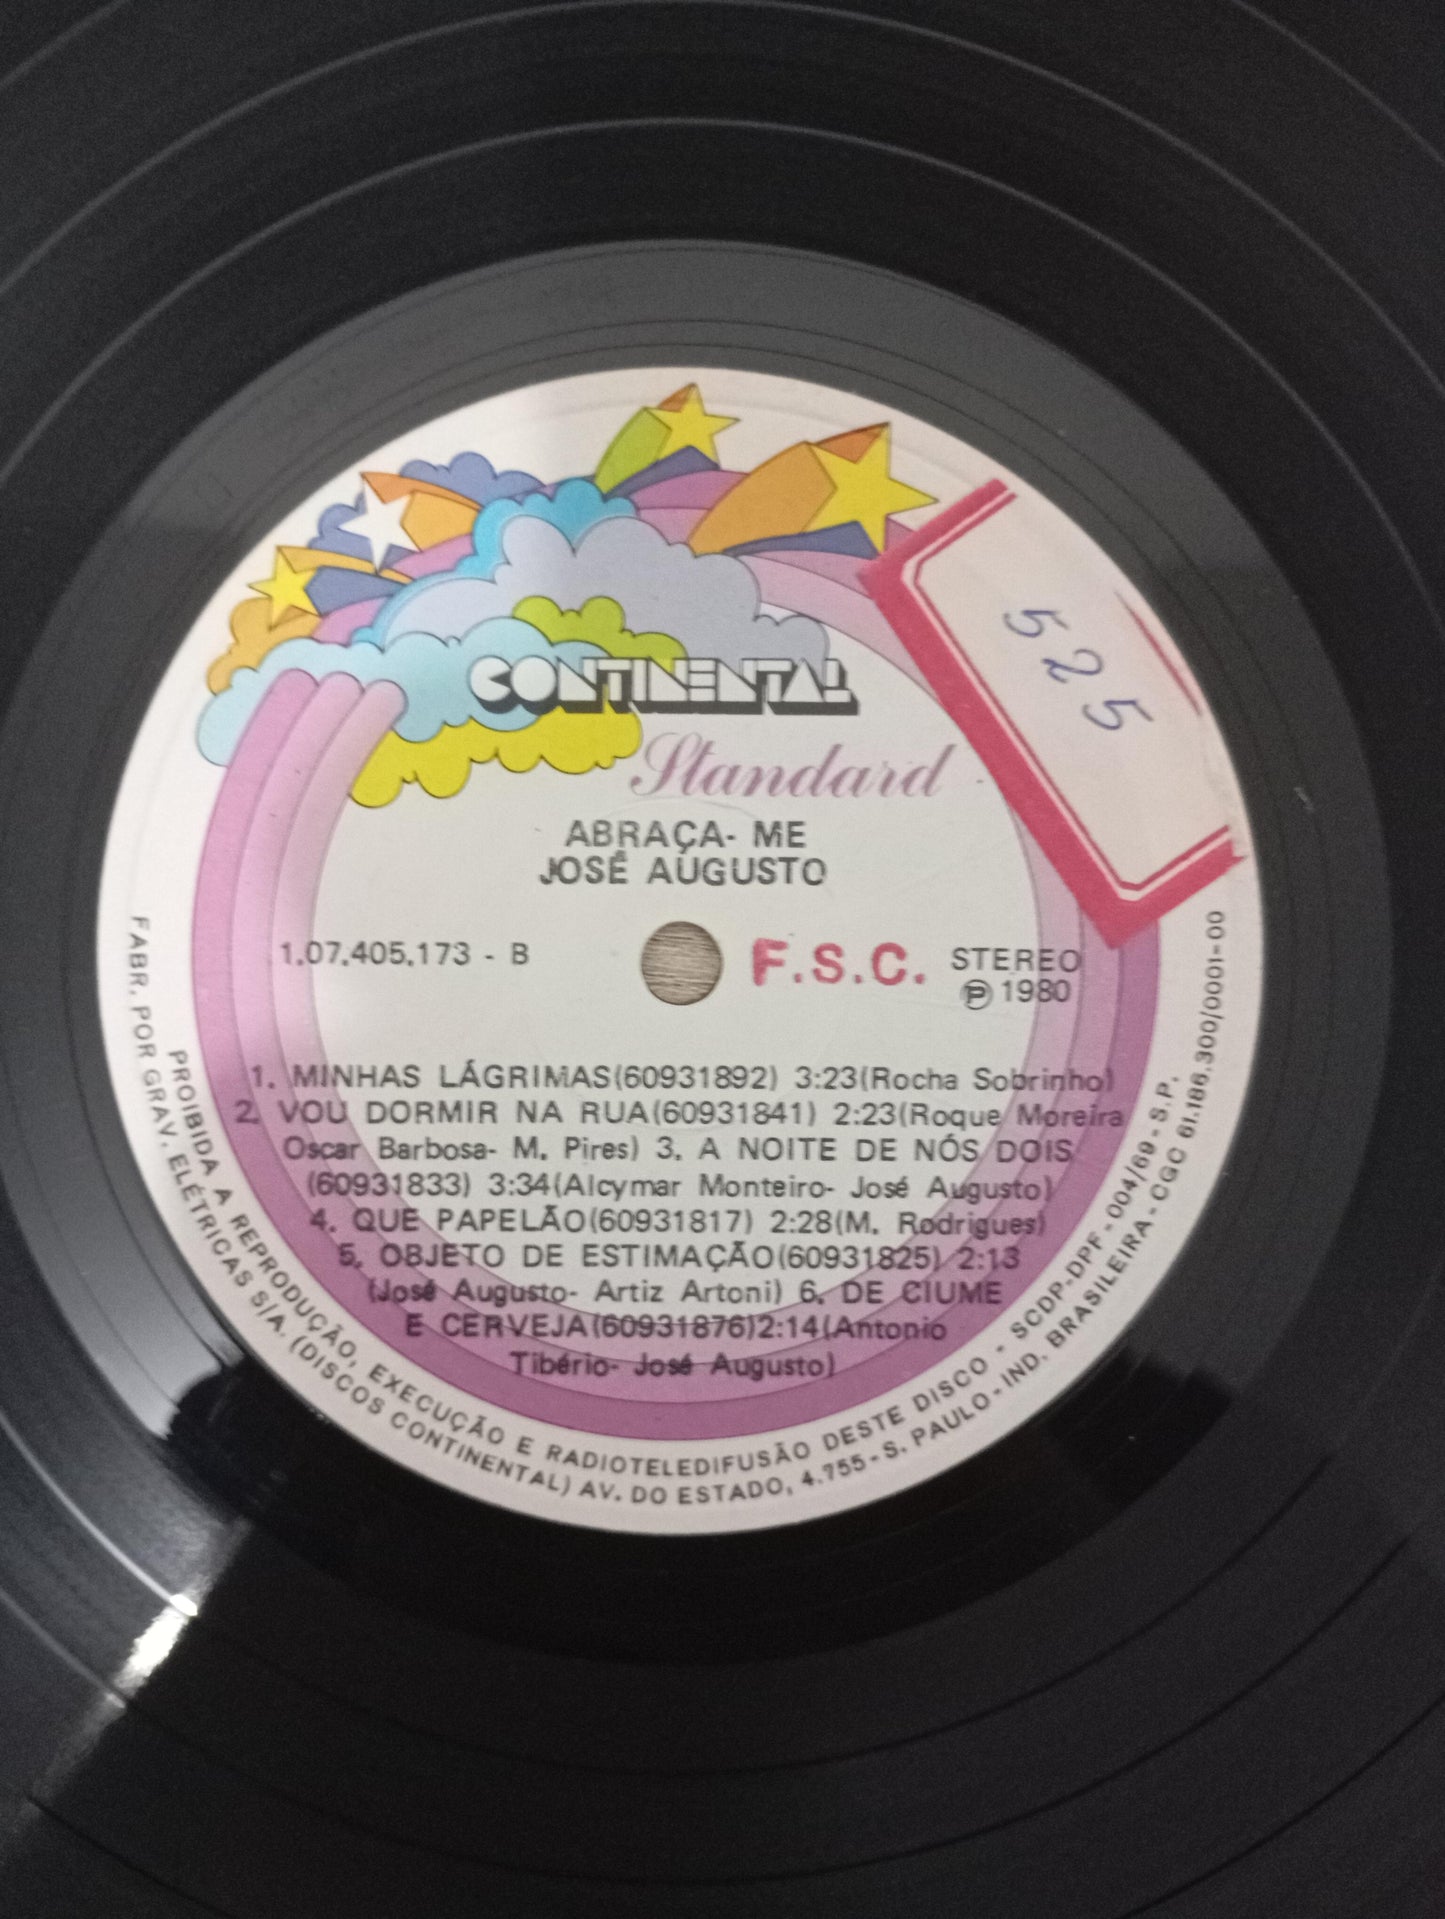 CONTINENTAL
Standard
525
ABRAÇA- ME
JOSÊ AUGUSTO
1.07.405.173 - B
F.S.C.
STEREO
Ⓟ 1980
1. MINHAS LÁGRIMAS(60931892) 3:23(Rocha Sobrinho)
2. VOU DORMIR NA RUA(60931841) 2:23(Roque Moreira
Oscar Barbosa- M. Pires) 3. A NOITE DE NÓS DOIS
(60931833) 3:34(Alcymar Monteiro- José Augusto)
4. QUE PAPELÃO(60931817) 2:28(M. Rodrigues)
5. OBJETO DE ESTIMAÇÃO(60931825) 2:13
(José Augusto- Artiz Artoni) 6. DE CIUME
E CERVEJA(60931876)2:14(Antonio
Tibério- José Augusto)
PROIBIDA A REPRODUÇÃO, EXECUÇÃO E RADIOTELEDIFUSÃO DESTE DISCO - SCDP-DPF-004/69-S.P.
FABR. POR GRAV. ELÉTRICAS S/A. (DISCOS CONTINENTAL) AV. DO ESTADO, 4.755-S. PAULO-IND. BRASILEIRA-CGC 61.186.300/0001-00